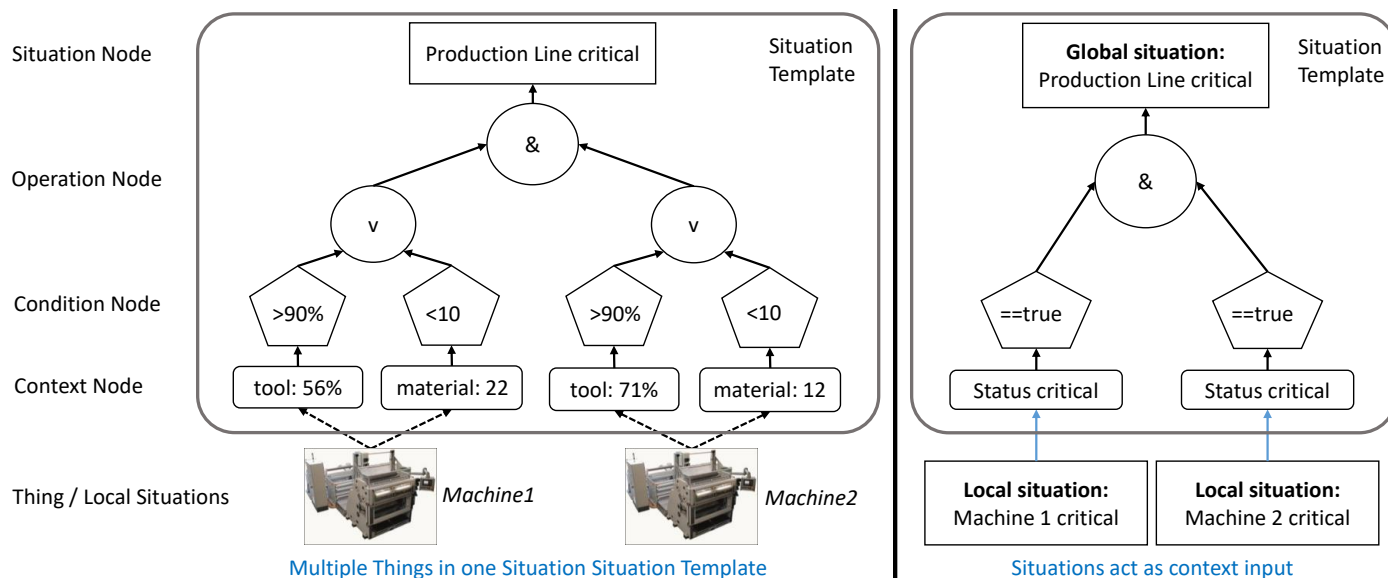 Situation Node
Production Line critical
Situation
Template
Global situation:
Production Line critical
Situation
Template
Operation Node
&
v
v
&
Condition Node
>90%
<10
>90%
<10
==true
==true
Context Node
tool: 56%
material: 22
tool: 71%
material: 12
Status critical
Status critical
Thing / Local Situations
Machine1
Machine2
Local situation:
Machine 1 critical
Local situation:
Machine 2 critical
Multiple Things in one Situation Situation Template
Situations act as context input